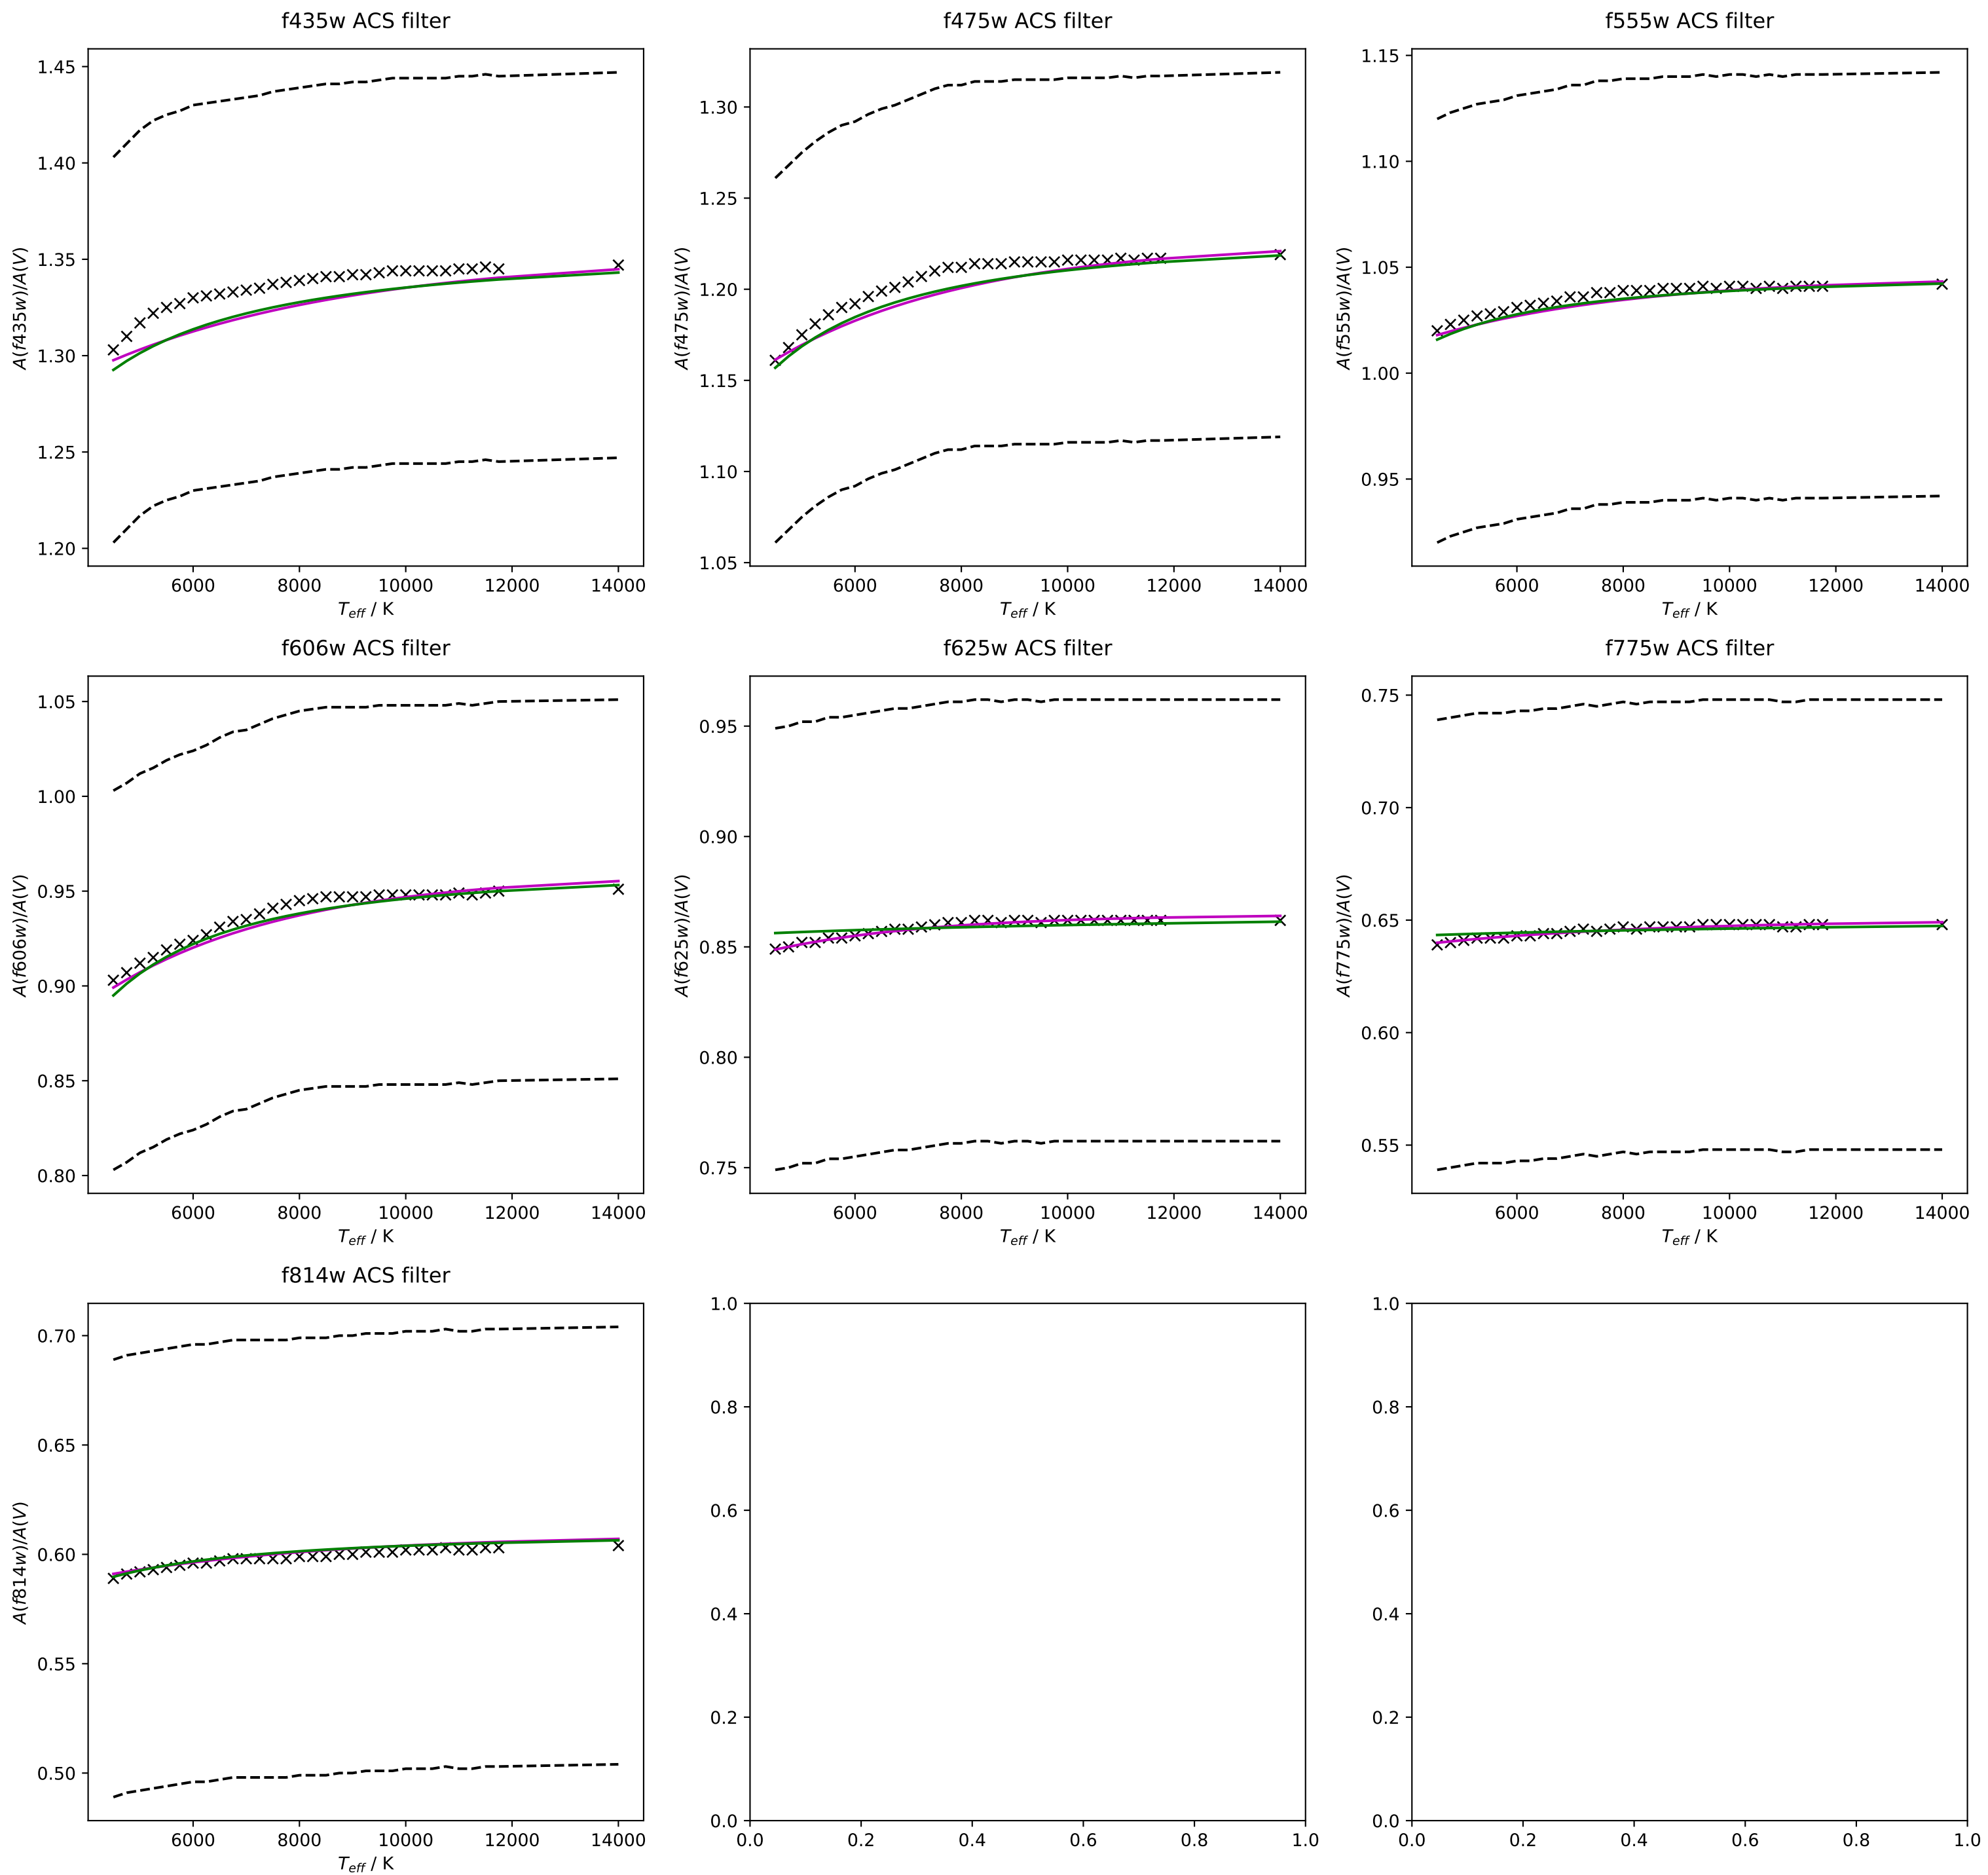 f435w ACS filter
f475w ACS filter
f555w ACS filter
A(f435w)/A(V)
1.45
1.40
1.35
1.30
1.25
1.20
6000 8000 10000 12000 14000
T_eff / K
A(f475w)/A(V)
1.30
1.25
1.20
1.15
1.10
1.05
6000 8000 10000 12000 14000
T_eff / K
A(f555w)/A(V)
1.15
1.10
1.05
1.00
0.95
6000 8000 10000 12000 14000
T_eff / K
f606w ACS filter
f625w ACS filter
f775w ACS filter
A(f606w)/A(V)
1.05
1.00
0.95
0.90
0.85
0.80
6000 8000 10000 12000 14000
T_eff / K
A(f625w)/A(V)
0.95
0.90
0.85
0.80
0.75
6000 8000 10000 12000 14000
T_eff / K
A(f775w)/A(V)
0.75
0.70
0.65
0.60
0.55
6000 8000 10000 12000 14000
T_eff / K
f814w ACS filter
A(f814w)/A(V)
0.70
0.65
0.60
0.55
0.50
6000 8000 10000 12000 14000
T_eff / K
1.0
0.8
0.6
0.4
0.2
0.0
0.0 0.2 0.4 0.6 0.8 1.0
1.0
0.8
0.6
0.4
0.2
0.0
0.0 0.2 0.4 0.6 0.8 1.0